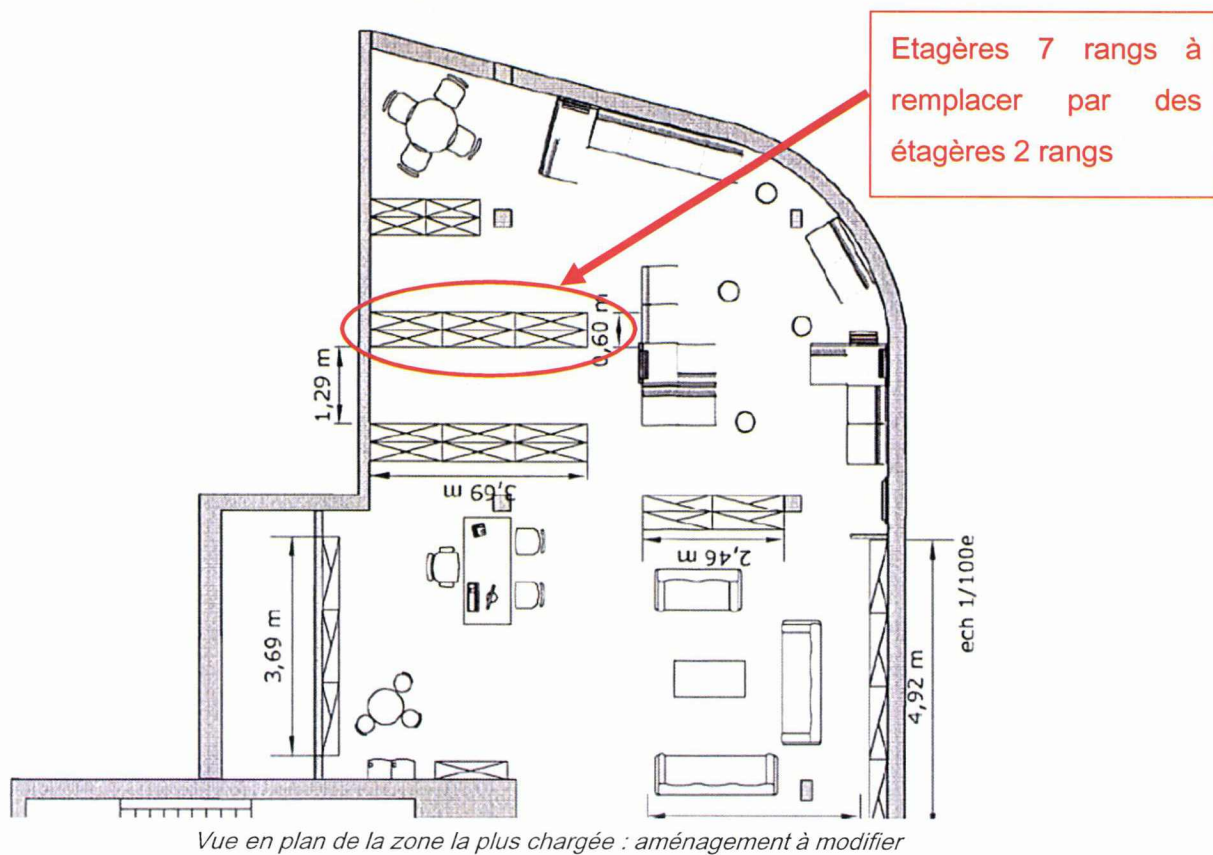 Etagères 7 rangs à
remplacer par des
étagères 2 rangs
0,60 m
1,29 m
3,69 m
2,46 m
3,69 m
4,92 m
ech 1/100e
Vue en plan de la zone la plus chargée : aménagement à modifier